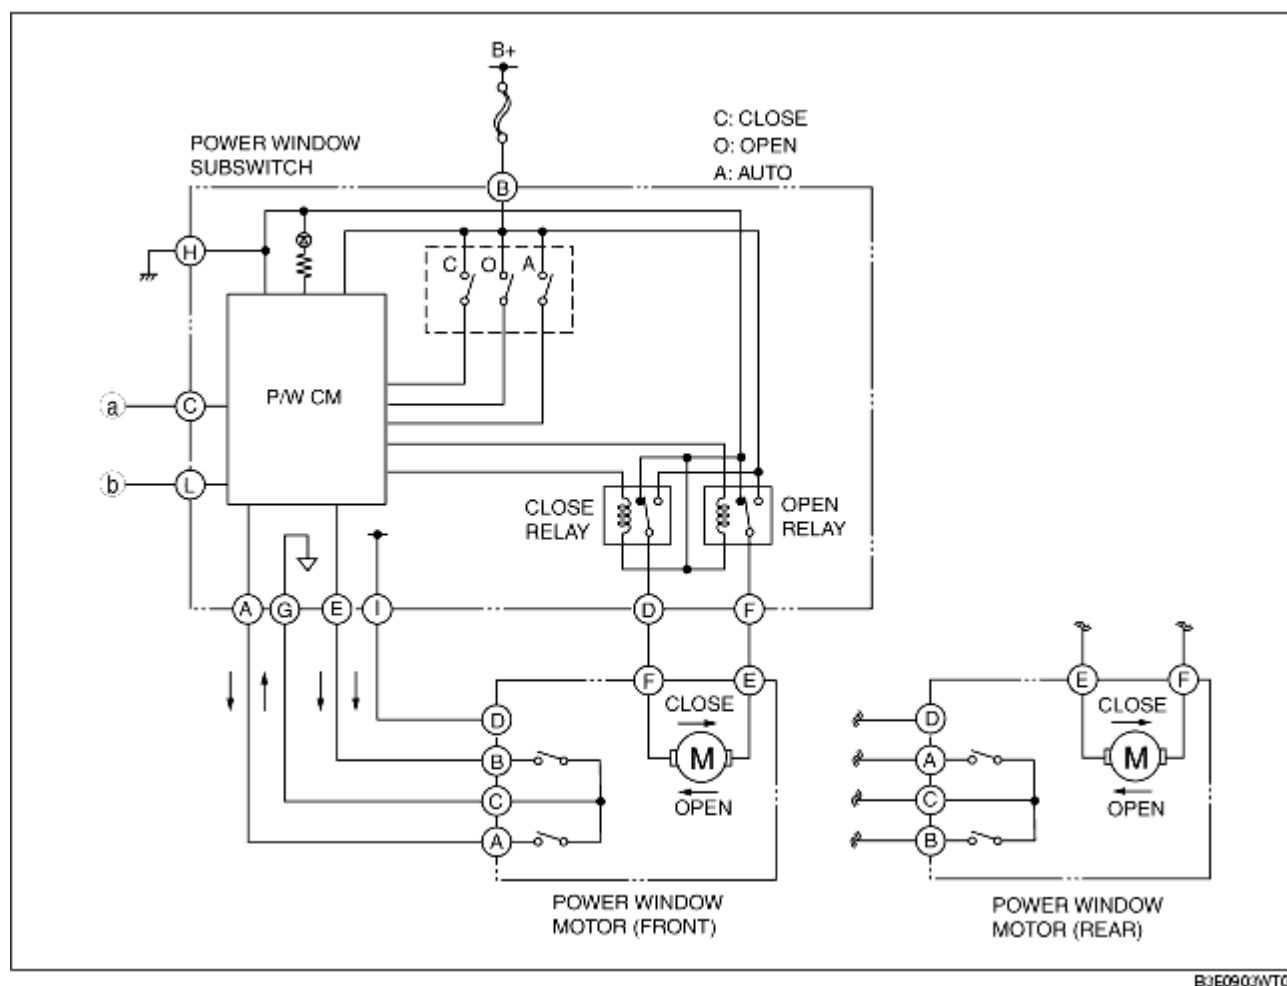 B+
C: CLOSE
O: OPEN
A: AUTO
POWER WINDOW
SUBSWITCH
B
H
C O A
P/W CM
a C
b L
CLOSE
RELAY
OPEN
RELAY
A G E I D F
F E
CLOSE
M
OPEN
D
B
C
A
POWER WINDOW
MOTOR (FRONT)
E F
CLOSE
M
OPEN
D
A
C
B
POWER WINDOW
MOTOR (REAR)